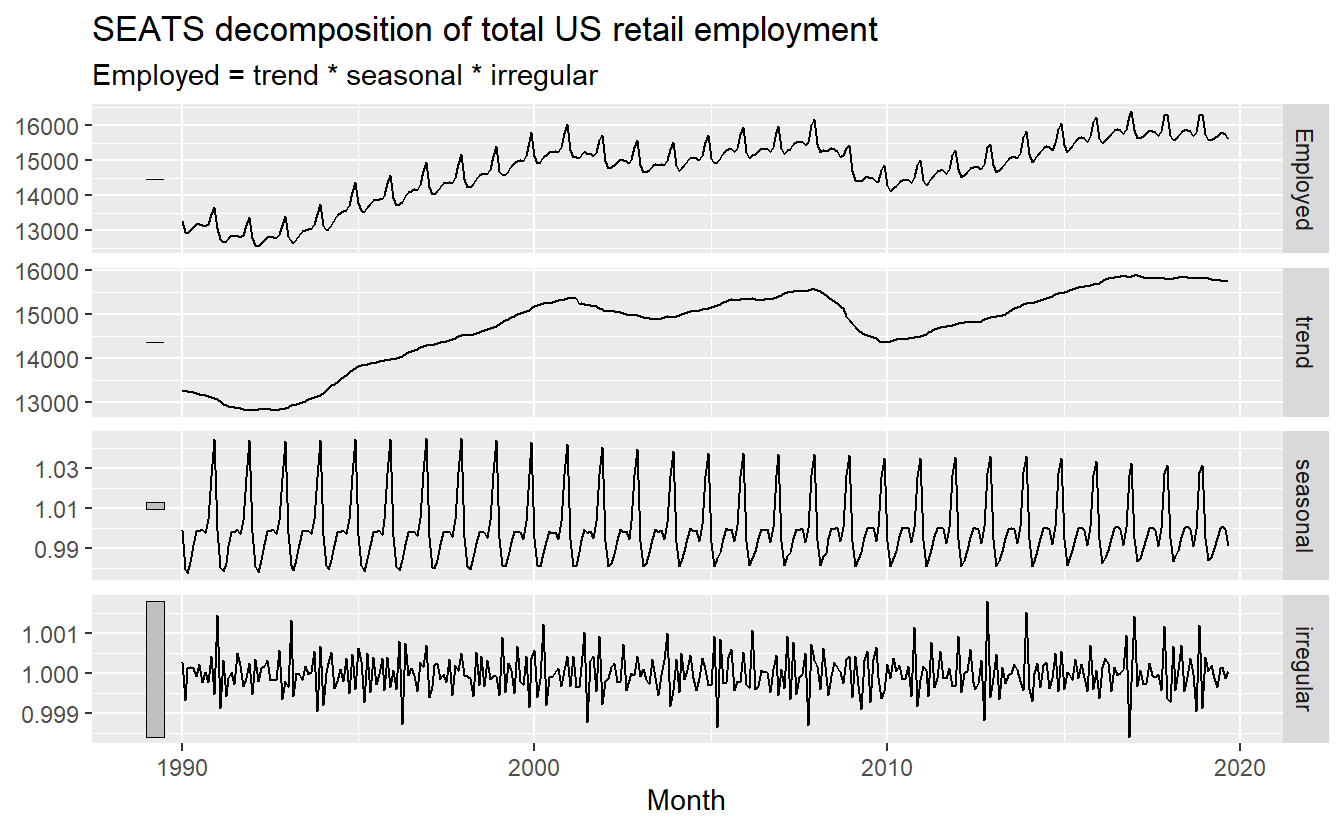 SEATS decomposition of total US retail employment
Employed = trend * seasonal * irregular
16000
15000
14000
13000
Employed
16000
15000
14000
13000
trend
1.03
1.01
0.99
seasonal
1.001
1.000
0.999
irregular
1990
2000
2010
2020
Month